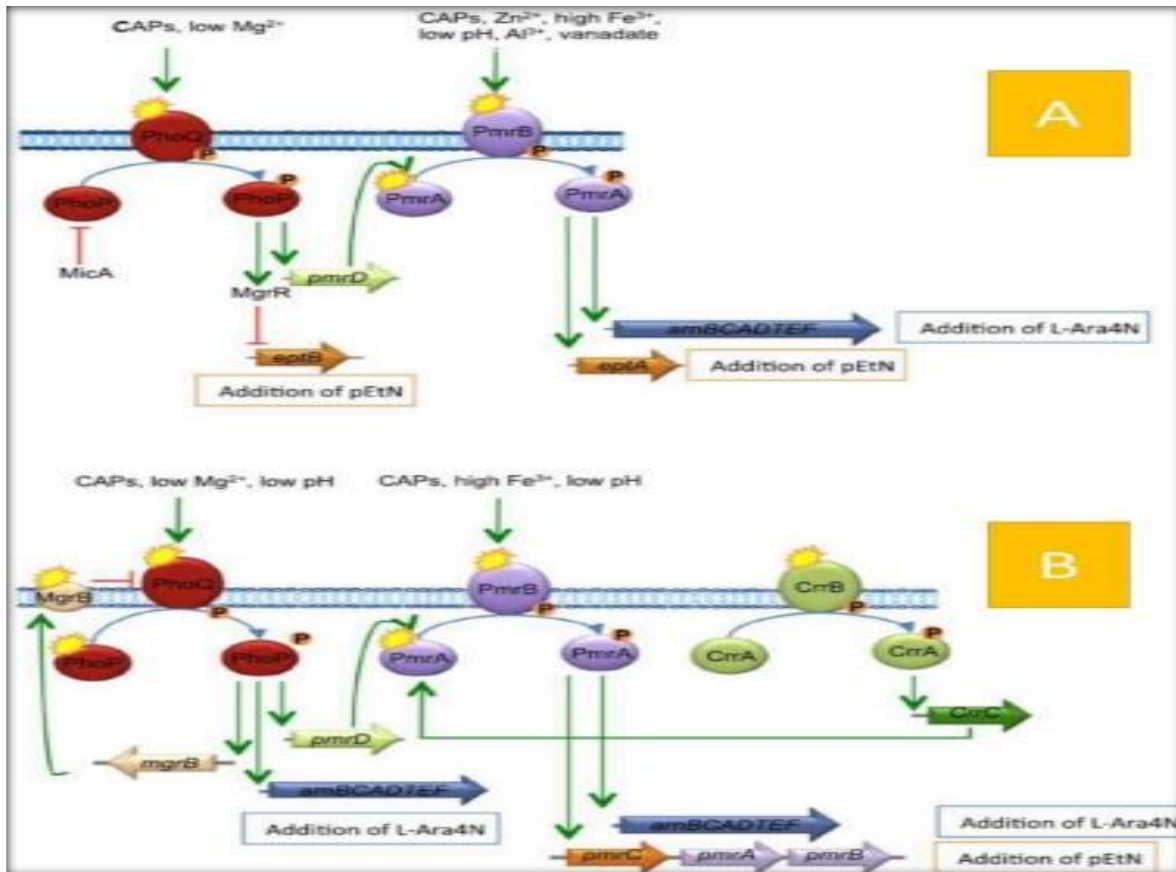 CAPs, low Mg²⁺
CAPs, Zn²⁺, high Fe³⁺,
low pH, Al³⁺, vanadate
A
PhoQ
PmrB
P
P
PhoP
P
PhoP
PmrA
P
PmrA
MicA
MgrR
pmrD
arnBCADTEF
Addition of L-Ara4N
eptB
eptA
Addition of pEtN
Addition of pEtN
CAPs, low Mg²⁺, low pH
CAPs, high Fe³⁺, low pH
B
MgrB
PhoQ
PmrB
CrrB
P
P
P
PhoP
PhoP
P
PmrA
PmrA
P
CrrA
CrrA
P
CrrC
pmrD
mgrB
arnBCADTEF
Addition of L-Ara4N
arnBCADTEF
Addition of L-Ara4N
pmrC
pmrA
pmrB
Addition of pEtN